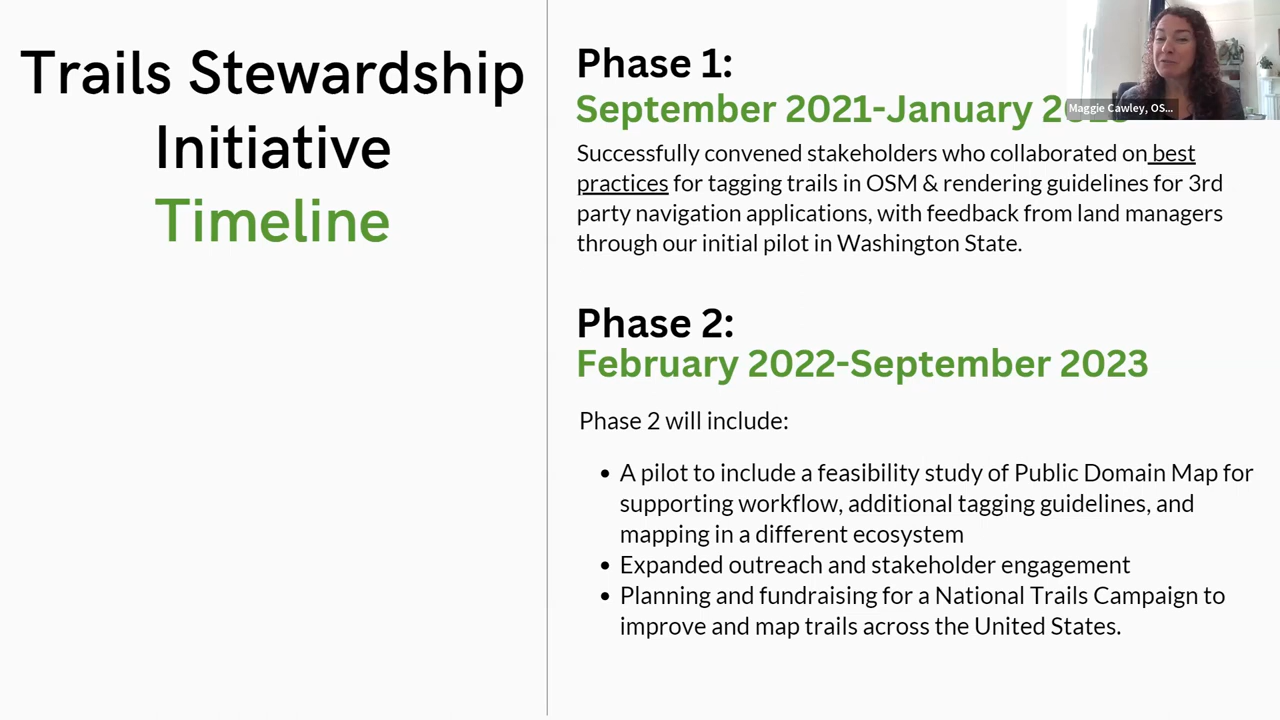 Trails Stewardship
Initiative
Timeline
Phase 1:
September 2021-January
Successfully convened stakeholders who collaborated on best
practices for tagging trails in OSM & rendering guidelines for 3rd
party navigation applications, with feedback from land managers
through our initial pilot in Washington State.
Phase 2:
February 2022-September 2023
Phase 2 will include:
• A pilot to include a feasibility study of Public Domain Map for
supporting workflow, additional tagging guidelines, and
mapping in a different ecosystem
• Expanded outreach and stakeholder engagement
• Planning and fundraising for a National Trails Campaign to
improve and map trails across the United States.
Maggie Cawley, OS...